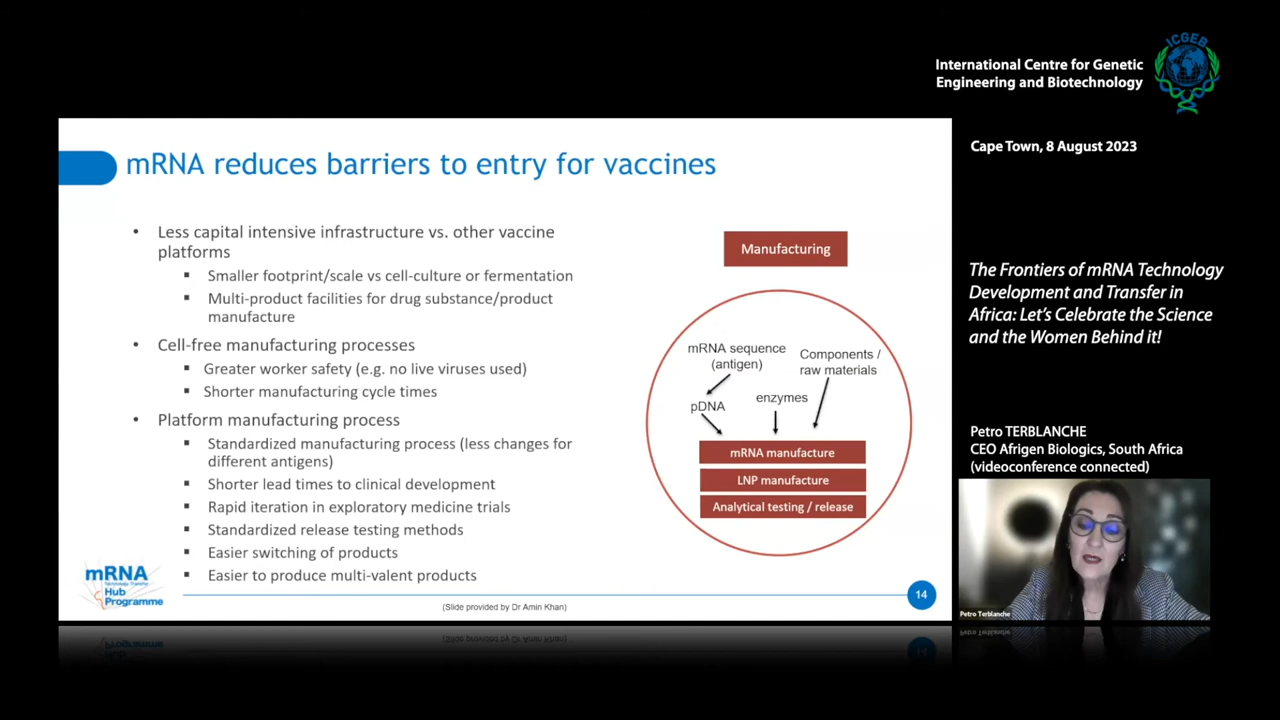 ICGEB
International Centre for Genetic
Engineering and Biotechnology
Cape Town, 8 August 2023
mRNA reduces barriers to entry for vaccines
• Less capital intensive infrastructure vs. other vaccine
platforms
▪ Smaller footprint/scale vs cell-culture or fermentation
▪ Multi-product facilities for drug substance/product
manufacture
• Cell-free manufacturing processes
▪ Greater worker safety (e.g. no live viruses used)
▪ Shorter manufacturing cycle times
• Platform manufacturing process
▪ Standardized manufacturing process (less changes for
different antigens)
▪ Shorter lead times to clinical development
▪ Rapid iteration in exploratory medicine trials
▪ Standardized release testing methods
▪ Easier switching of products
▪ Easier to produce multi-valent products
Manufacturing
mRNA sequence
(antigen)
Components /
raw materials
pDNA
enzymes
mRNA manufacture
LNP manufacture
Analytical testing / release
mRNA
Technology Transfer
Hub
Programme
(Slide provided by Dr Amin Khan)
14
The Frontiers of mRNA Technology
Development and Transfer in
Africa: Let's Celebrate the Science
and the Women Behind it!
Petro TERBLANCHE
CEO Afrigen Biologics, South Africa
(videoconference connected)
Petro Terblanche